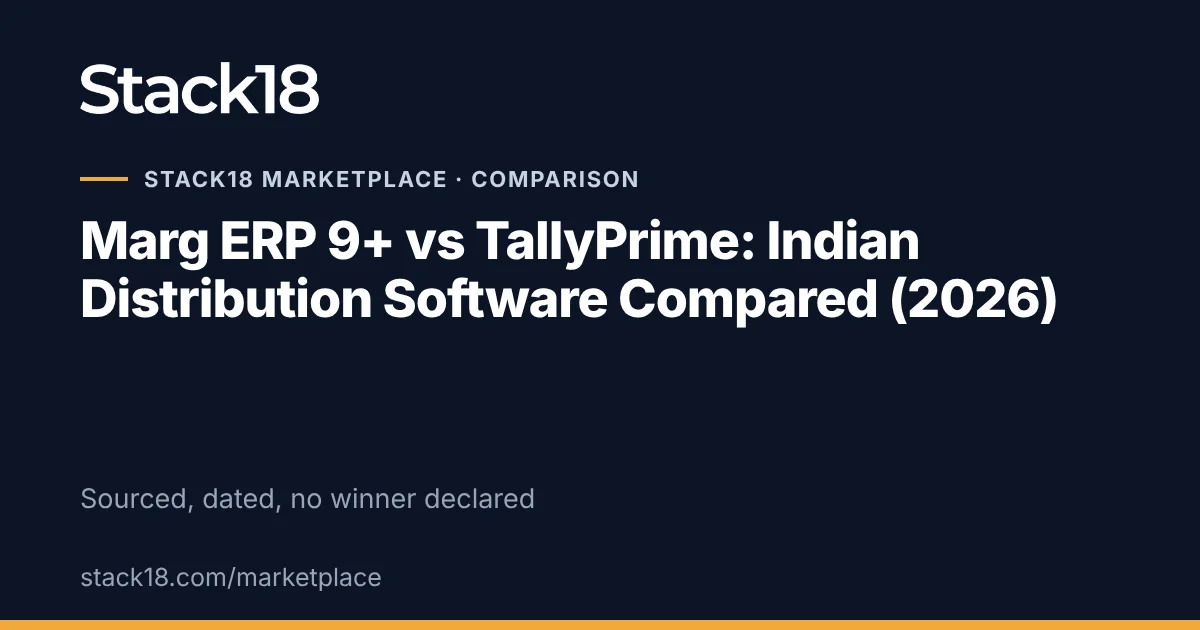 Stack18
STACK18 MARKETPLACE · COMPARISON
Marg ERP 9+ vs TallyPrime: Indian
Distribution Software Compared (2026)
Sourced, dated, no winner declared
stack18.com/marketplace